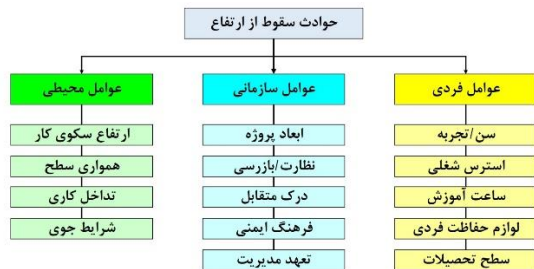 حوادث سقوط از ارتفاع
عوامل فردی
عوامل سازمانی
عوامل محیطی
سن/تجربه
استرس شغلی
ساعت آموزش
لوازم حفاظت فردی
سطح تحصیلات
ابعاد پروژه
نظارت/بازرسی
درک متقابل
فرهنگ ایمنی
تعهد مدیریت
ارتفاع سکوی کار
همواری سطح
تداخل کاری
شرایط جوی